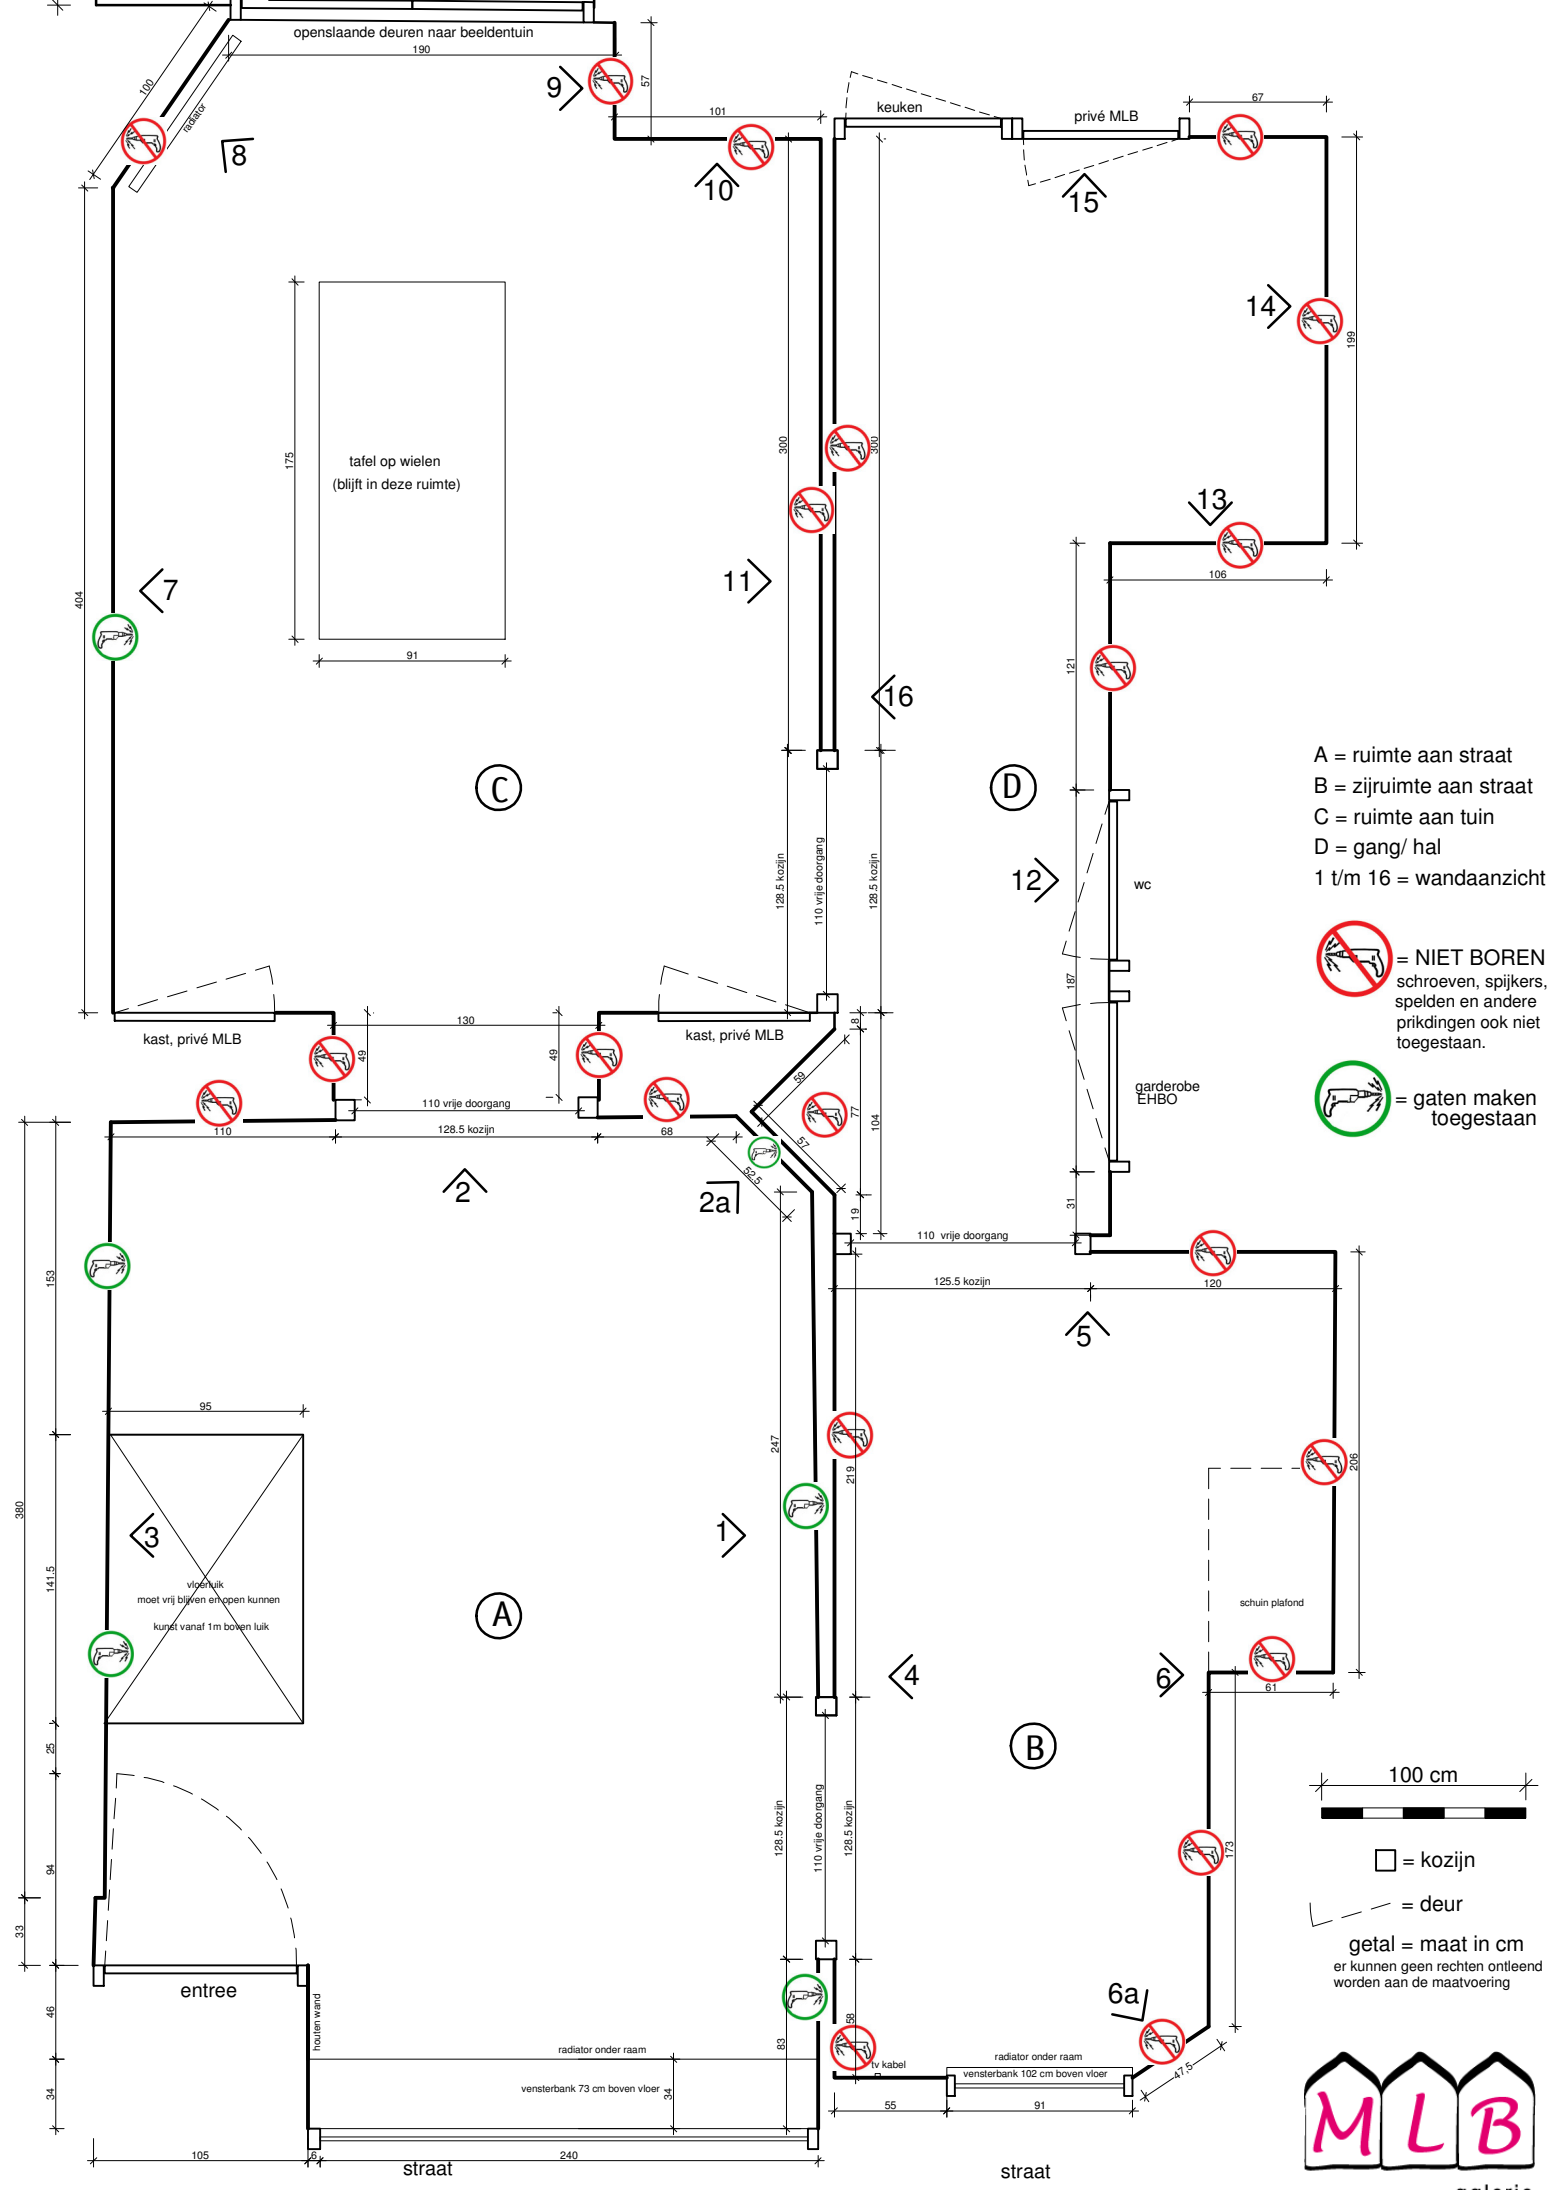 openslaande deuren naar beeldentuin
190
100
radiator
57
9
8
101
10
keuken
privé MLB
67
15
14
199
175
tafel op wielen
(blijft in deze ruimte)
91
300
300
13
106
404
7
11
121
16
C
D
A = ruimte aan straat
B = zijruimte aan straat
C = ruimte aan tuin
D = gang/ hal
1 t/m 16 = wandaanzicht
128.5 kozijn
110 vrije doorgang
128.5 kozijn
12
wc
187
= NIET BOREN
schroeven, spijkers,
spelden en andere
prikdingen ook niet
toegestaan.
kast, privé MLB
130
kast, privé MLB
8
49
49
59
77
104
garderobe
EHBO
= gaten maken
toegestaan
110 vrije doorgang
110
128.5 kozijn
68
57
52.5
2
2a
19
31
110 vrije doorgang
125.5 kozijn
120
5
153
95
247
219
206
380
3
1
141.5
vloerluik
moet vrij blijven en open kunnen
kunst vanaf 1m boven luik
A
schuin plafond
4
6
61
B
25
100 cm
128.5 kozijn
110 vrije doorgang
128.5 kozijn
173
94
= kozijn
33
= deur
getal = maat in cm
er kunnen geen rechten ontleend
worden aan de maatvoering
entree
6a
46
houten wand
83
58
radiator onder raam
tv kabel
radiator onder raam
vensterbank 102 cm boven vloer
47,5
34
vensterbank 73 cm boven vloer
34
55
91
105
6
240
straat
straat
MLB
galerie